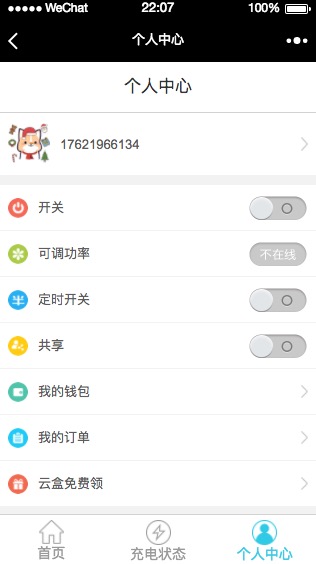 WeChat 22:07 100%
个人中心
个人中心
17621966134
开关
可调功率 不在线
定时开关
共享
我的钱包
我的订单
云盒免费领
首页 充电状态 个人中心